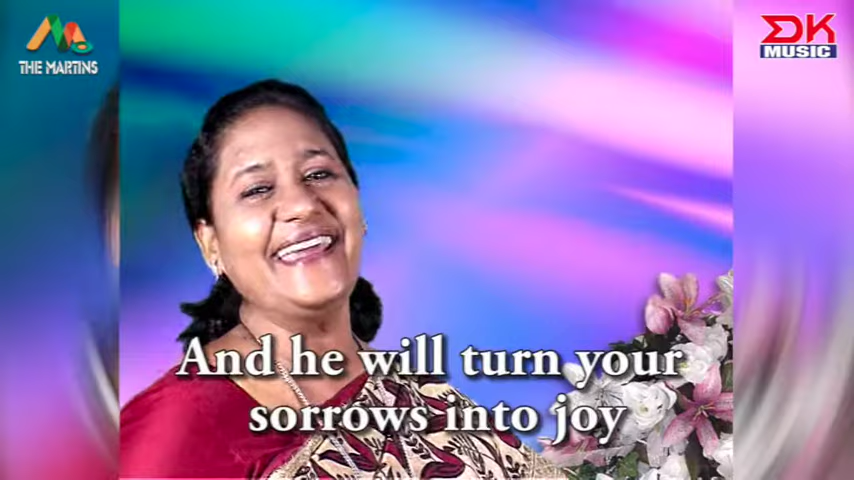 THE MARTINS
DK
MUSIC
And he will turn your
sorrows into joy